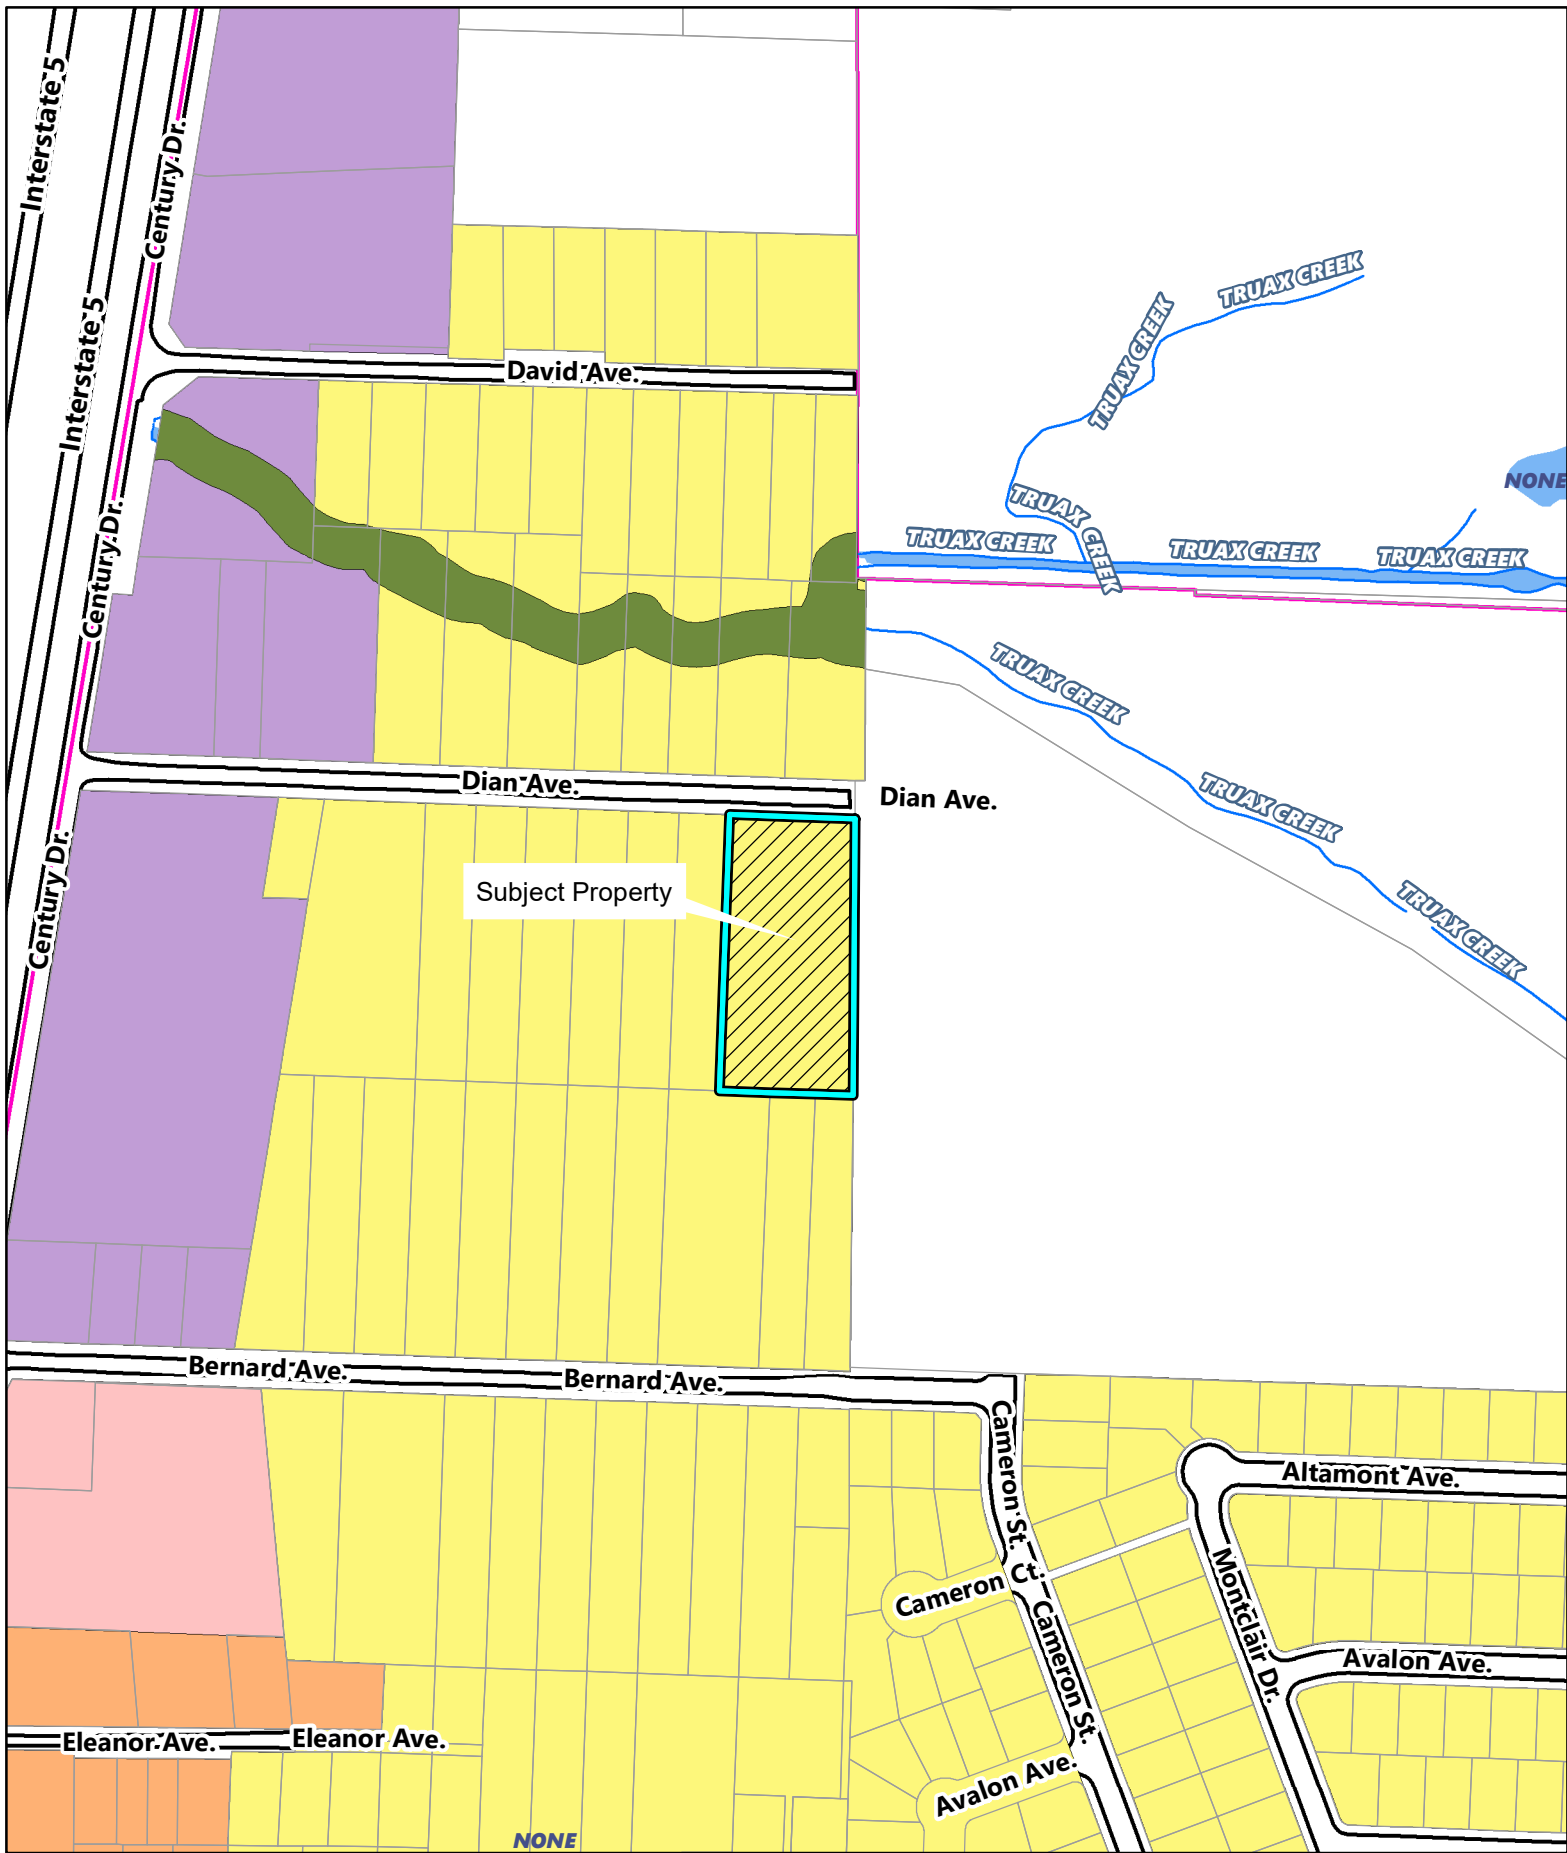 Interstate 5
Century Dr.
TRUAX CREEK
TRUAX CREEK
Interstate 5
David Ave.
NONE
TRUAX CREEK
Century Dr.
TRUAX CREEK
TRUAX CREEK
TRUAX CREEK
TRUAX CREEK
Dian Ave.
Dian Ave.
TRUAX CREEK
Century Dr.
Subject Property
TRUAX CREEK
Bernard Ave.
Bernard Ave.
Cameron St.
Altamont Ave.
Cameron Ct.
Montclair Dr.
Cameron St.
Avalon Ave.
Eleanor Ave.
Eleanor Ave.
Avalon Ave.
NONE